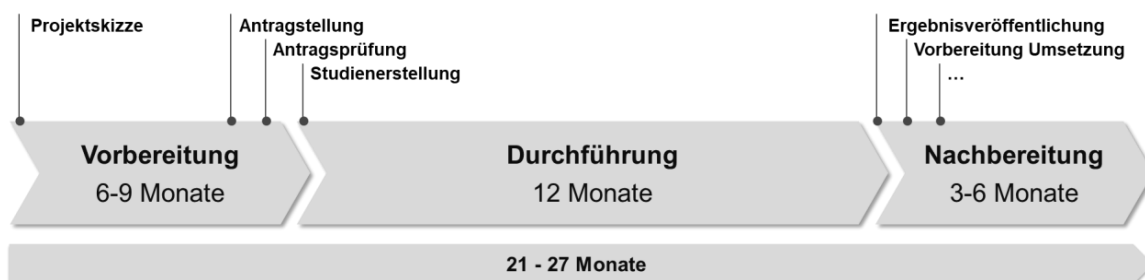 Projektskizze
Antragstellung
Antragsprüfung
Studienerstellung
Ergebnisveröffentlichung
Vorbereitung Umsetzung
...
Vorbereitung
6-9 Monate
Durchführung
12 Monate
Nachbereitung
3-6 Monate
21 - 27 Monate